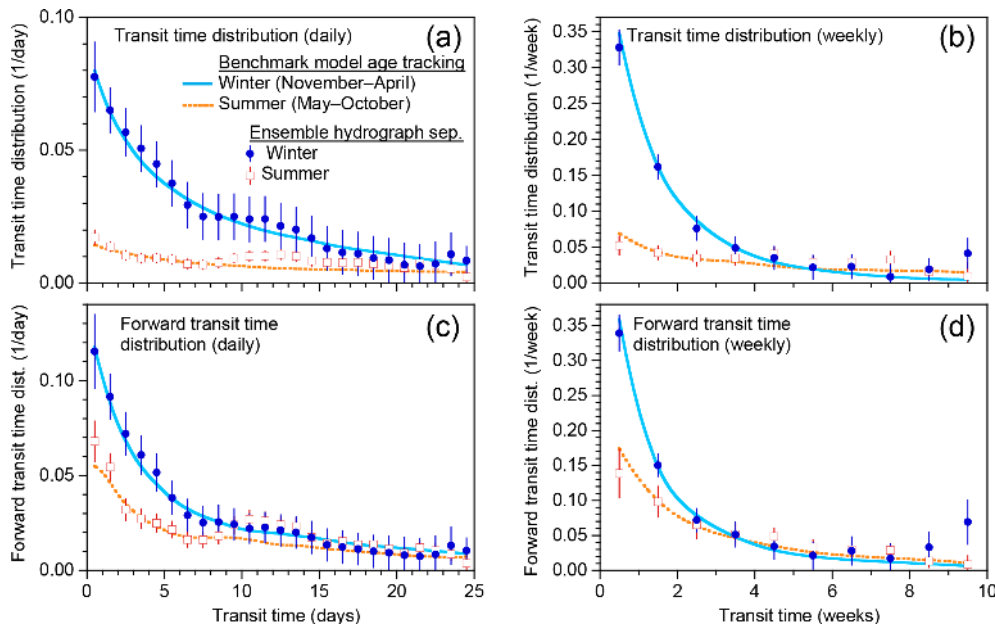 (a)
Transit time distribution (daily)
Benchmark model age tracking
Winter (November–April)
Summer (May–October)
Ensemble hydrograph sep.
Winter
Summer
Transit time distribution (1/day)
0.10
0.05
0.00
(b)
Transit time distribution (weekly)
Transit time distribution (1/week)
0.35
0.30
0.25
0.20
0.15
0.10
0.05
0.00
(c)
Forward transit time
distribution (daily)
Forward transit time dist. (1/day)
0.10
0.05
0.00
0
5
10
15
20
25
Transit time (days)
(d)
Forward transit time
distribution (weekly)
Forward transit time dist. (1/week)
0.35
0.30
0.25
0.20
0.15
0.10
0.05
0.00
0
2
4
6
8
10
Transit time (weeks)